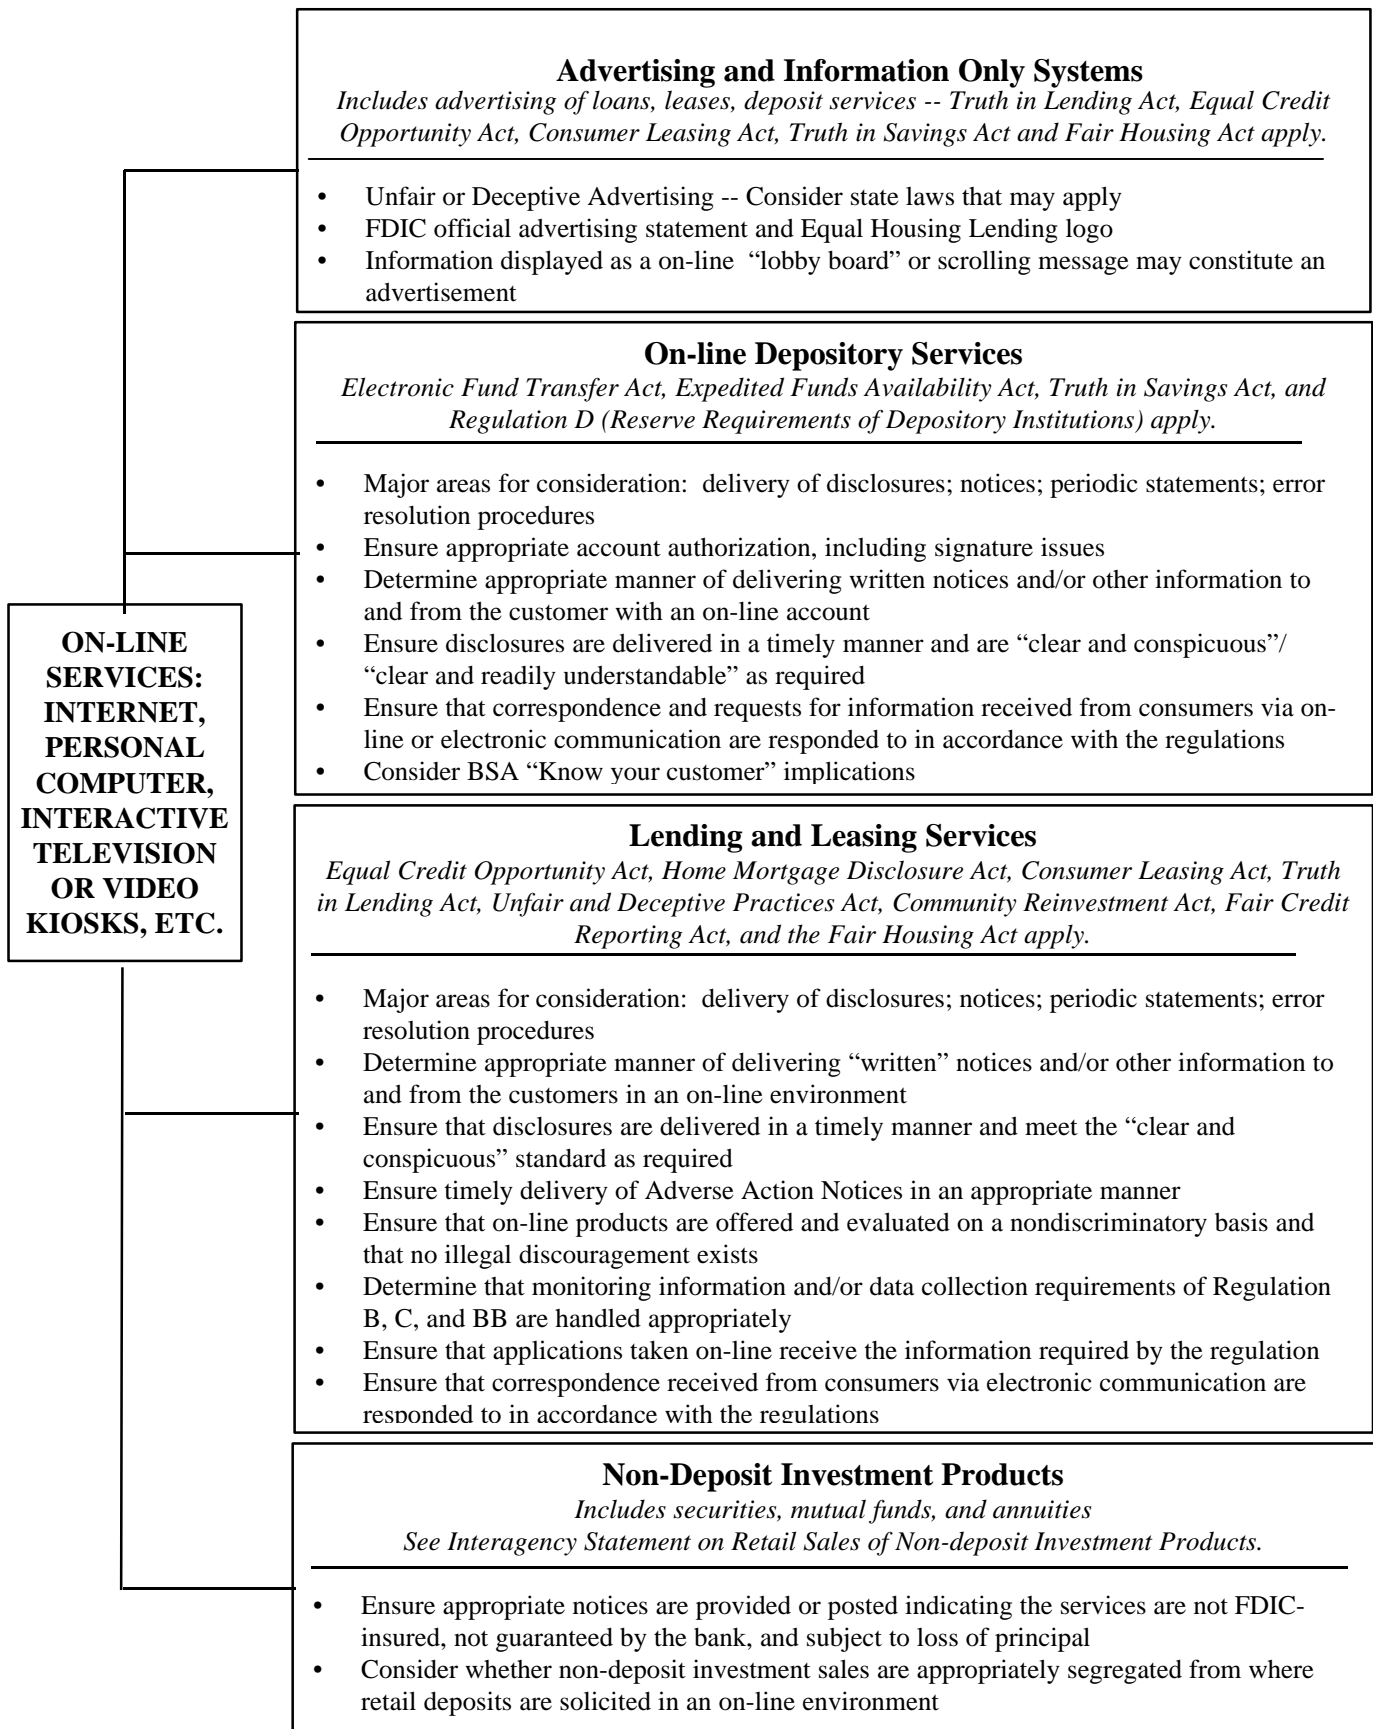 Advertising and Information Only Systems
Includes advertising of loans, leases, deposit services -- Truth in Lending Act, Equal Credit
Opportunity Act, Consumer Leasing Act, Truth in Savings Act and Fair Housing Act apply.
• Unfair or Deceptive Advertising -- Consider state laws that may apply
• FDIC official advertising statement and Equal Housing Lending logo
• Information displayed as a on-line “lobby board” or scrolling message may constitute an
advertisement
On-line Depository Services
Electronic Fund Transfer Act, Expedited Funds Availability Act, Truth in Savings Act, and
Regulation D (Reserve Requirements of Depository Institutions) apply.
• Major areas for consideration: delivery of disclosures; notices; periodic statements; error
resolution procedures
• Ensure appropriate account authorization, including signature issues
• Determine appropriate manner of delivering written notices and/or other information to
and from the customer with an on-line account
• Ensure disclosures are delivered in a timely manner and are “clear and conspicuous”/
“clear and readily understandable” as required
• Ensure that correspondence and requests for information received from consumers via on-
line or electronic communication are responded to in accordance with the regulations
• Consider BSA “Know your customer” implications
ON-LINE
SERVICES:
INTERNET,
PERSONAL
COMPUTER,
INTERACTIVE
TELEVISION
OR VIDEO
KIOSKS, ETC.
Lending and Leasing Services
Equal Credit Opportunity Act, Home Mortgage Disclosure Act, Consumer Leasing Act, Truth
in Lending Act, Unfair and Deceptive Practices Act, Community Reinvestment Act, Fair Credit
Reporting Act, and the Fair Housing Act apply.
• Major areas for consideration: delivery of disclosures; notices; periodic statements; error
resolution procedures
• Determine appropriate manner of delivering “written” notices and/or other information to
and from the customers in an on-line environment
• Ensure that disclosures are delivered in a timely manner and meet the “clear and
conspicuous” standard as required
• Ensure timely delivery of Adverse Action Notices in an appropriate manner
• Ensure that on-line products are offered and evaluated on a nondiscriminatory basis and
that no illegal discouragement exists
• Determine that monitoring information and/or data collection requirements of Regulation
B, C, and BB are handled appropriately
• Ensure that applications taken on-line receive the information required by the regulation
• Ensure that correspondence received from consumers via electronic communication are
responded to in accordance with the regulations
Non-Deposit Investment Products
Includes securities, mutual funds, and annuities
See Interagency Statement on Retail Sales of Non-deposit Investment Products.
• Ensure appropriate notices are provided or posted indicating the services are not FDIC-
insured, not guaranteed by the bank, and subject to loss of principal
• Consider whether non-deposit investment sales are appropriately segregated from where
retail deposits are solicited in an on-line environment